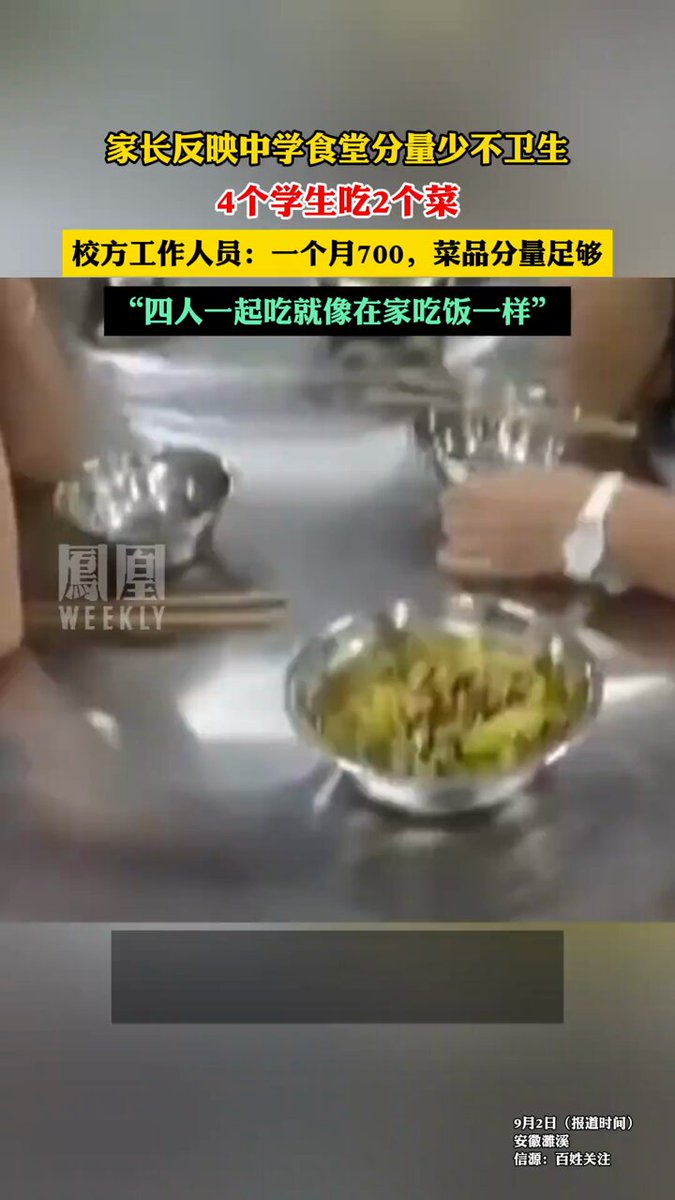 家长反映中学食堂分量少不卫生
4个学生吃2个菜
校方工作人员：一个月700，菜品分量足够
“四人一起吃就像在家吃饭一样”
鳳凰
WEEKLY
9月2日（报道时间）
安徽濉溪
信源：百姓关注